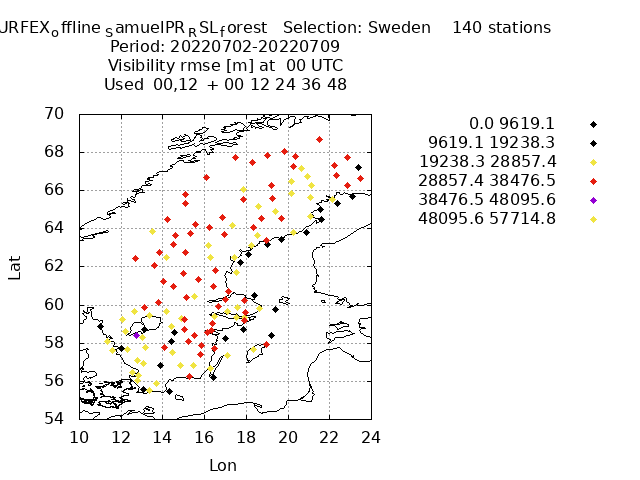 URFEXoffline SamuelPRRSLforest   Selection: Sweden    140 stations
Period: 20220702-20220709
Visibility rmse [m] at  00 UTC
Used  00,12  + 00 12 24 36 48
70
68
66
64
62
60
58
56
54
10 12 14 16 18 20 22 24
Lat
Lon
0.0 9619.1
9619.1 19238.3
19238.3 28857.4
28857.4 38476.5
38476.5 48095.6
48095.6 57714.8